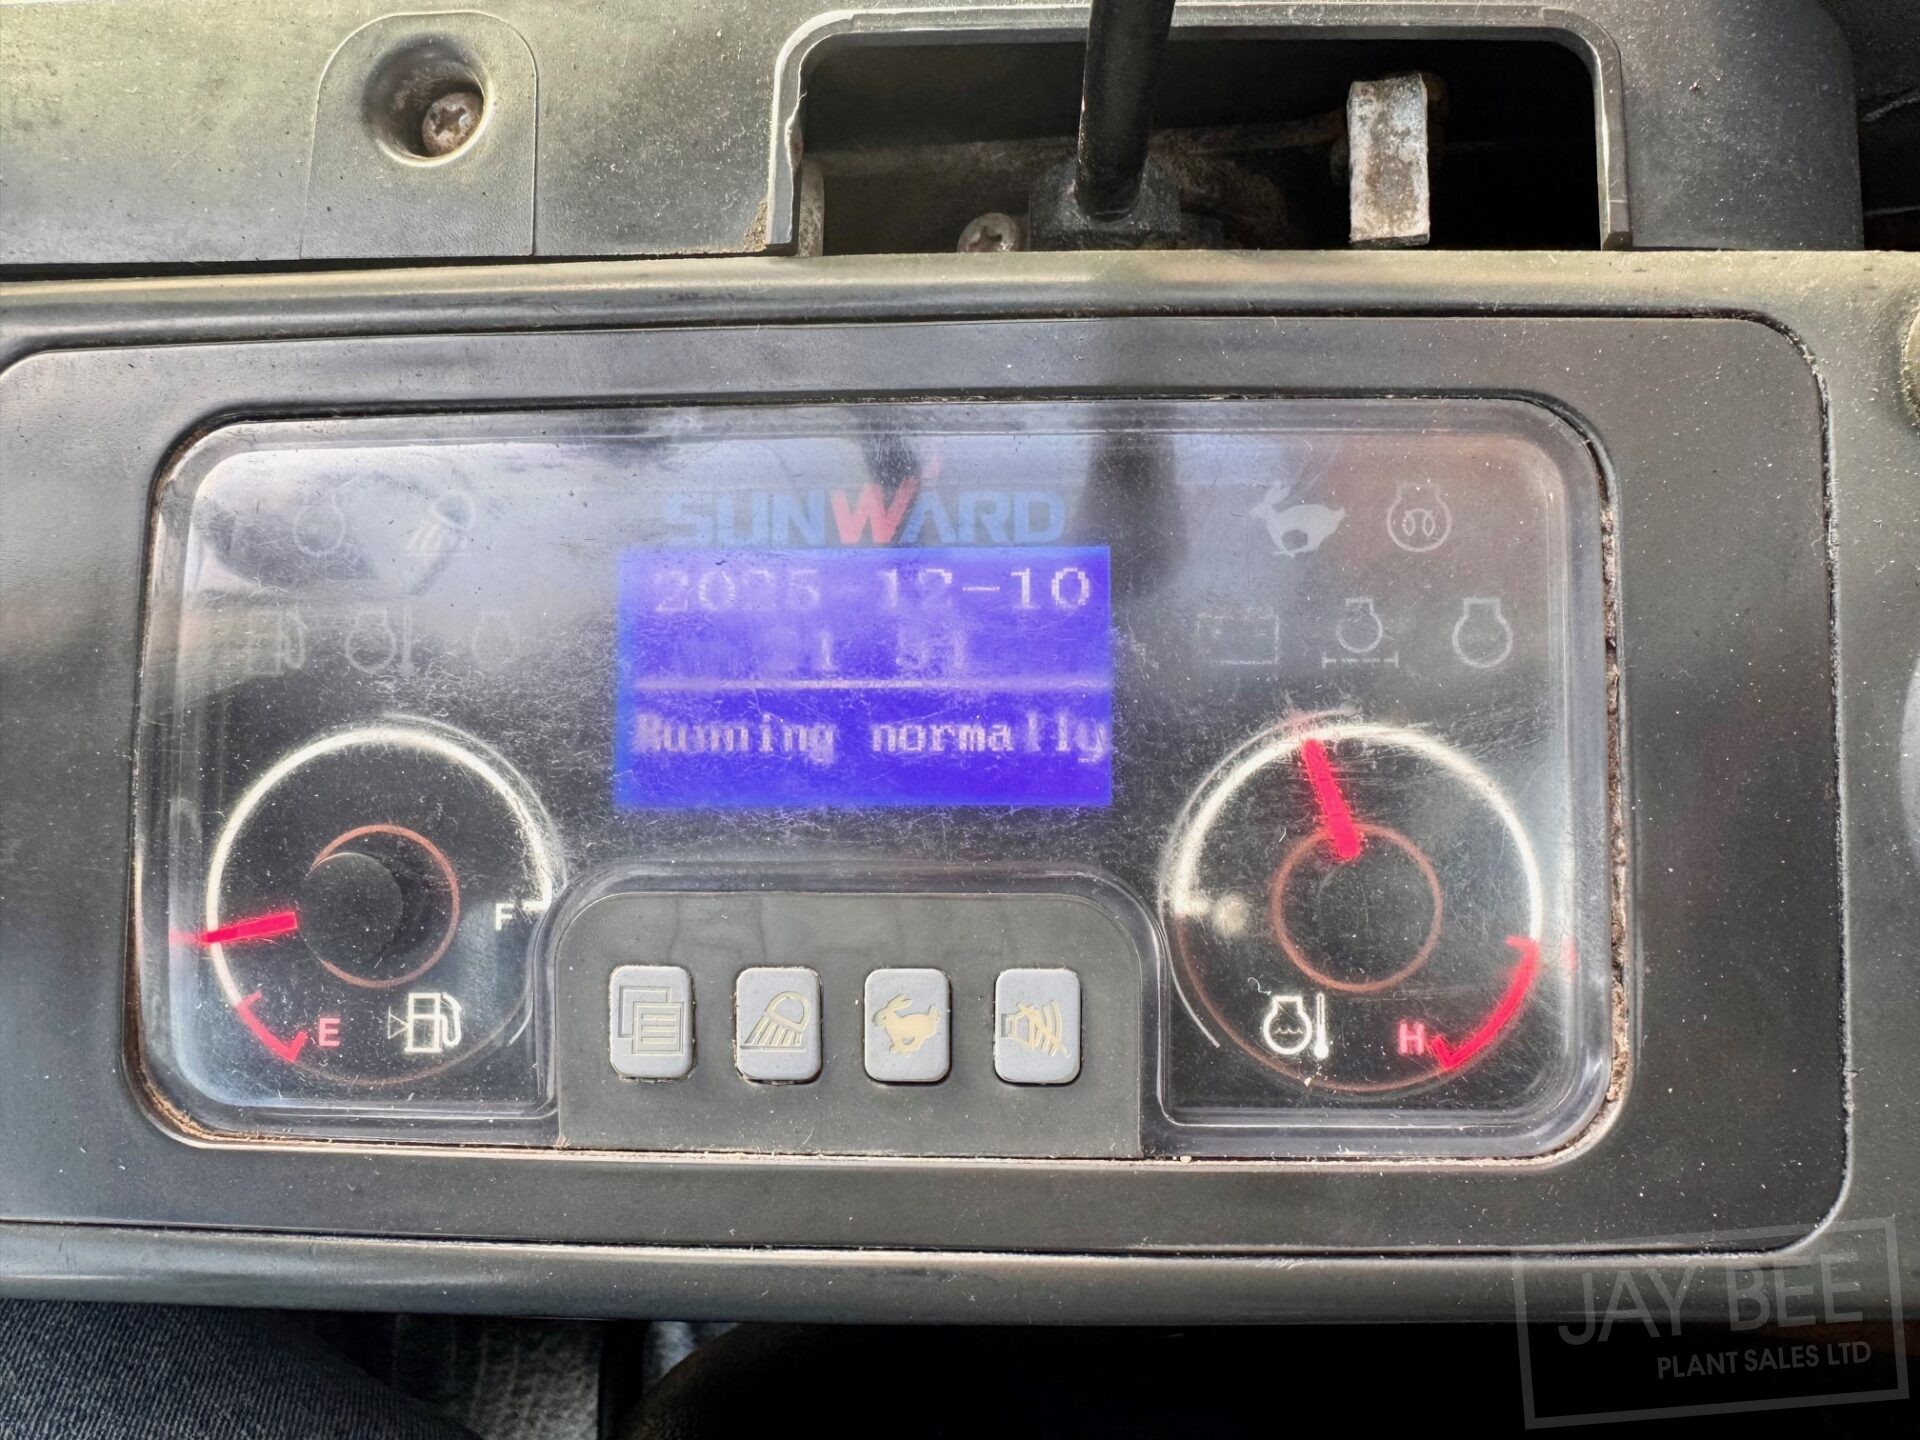 SUNWARD
2025-12-10
Running normally
F
E
H
JAY BEE
PLANT SALES LTD